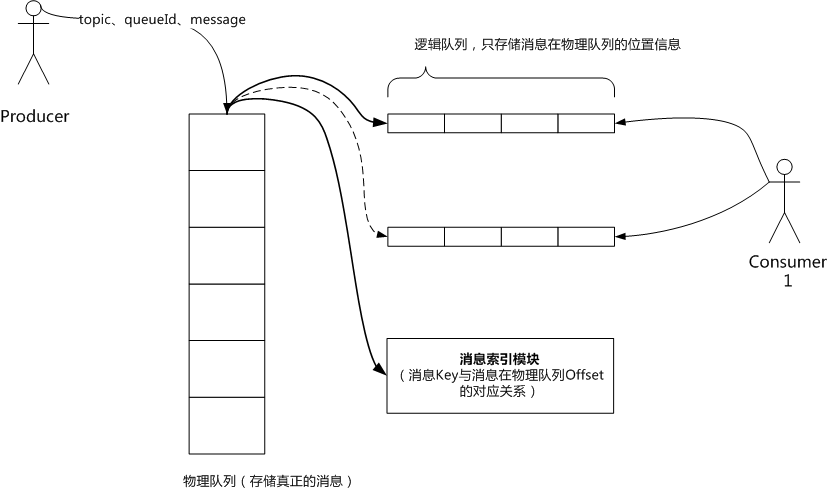 topic、queueId、message
Producer
逻辑队列，只存储消息在物理队列的位置信息
Consumer
1
消息索引模块
（消息Key与消息在物理队列Offset
的对应关系）
物理队列（存储真正的消息）